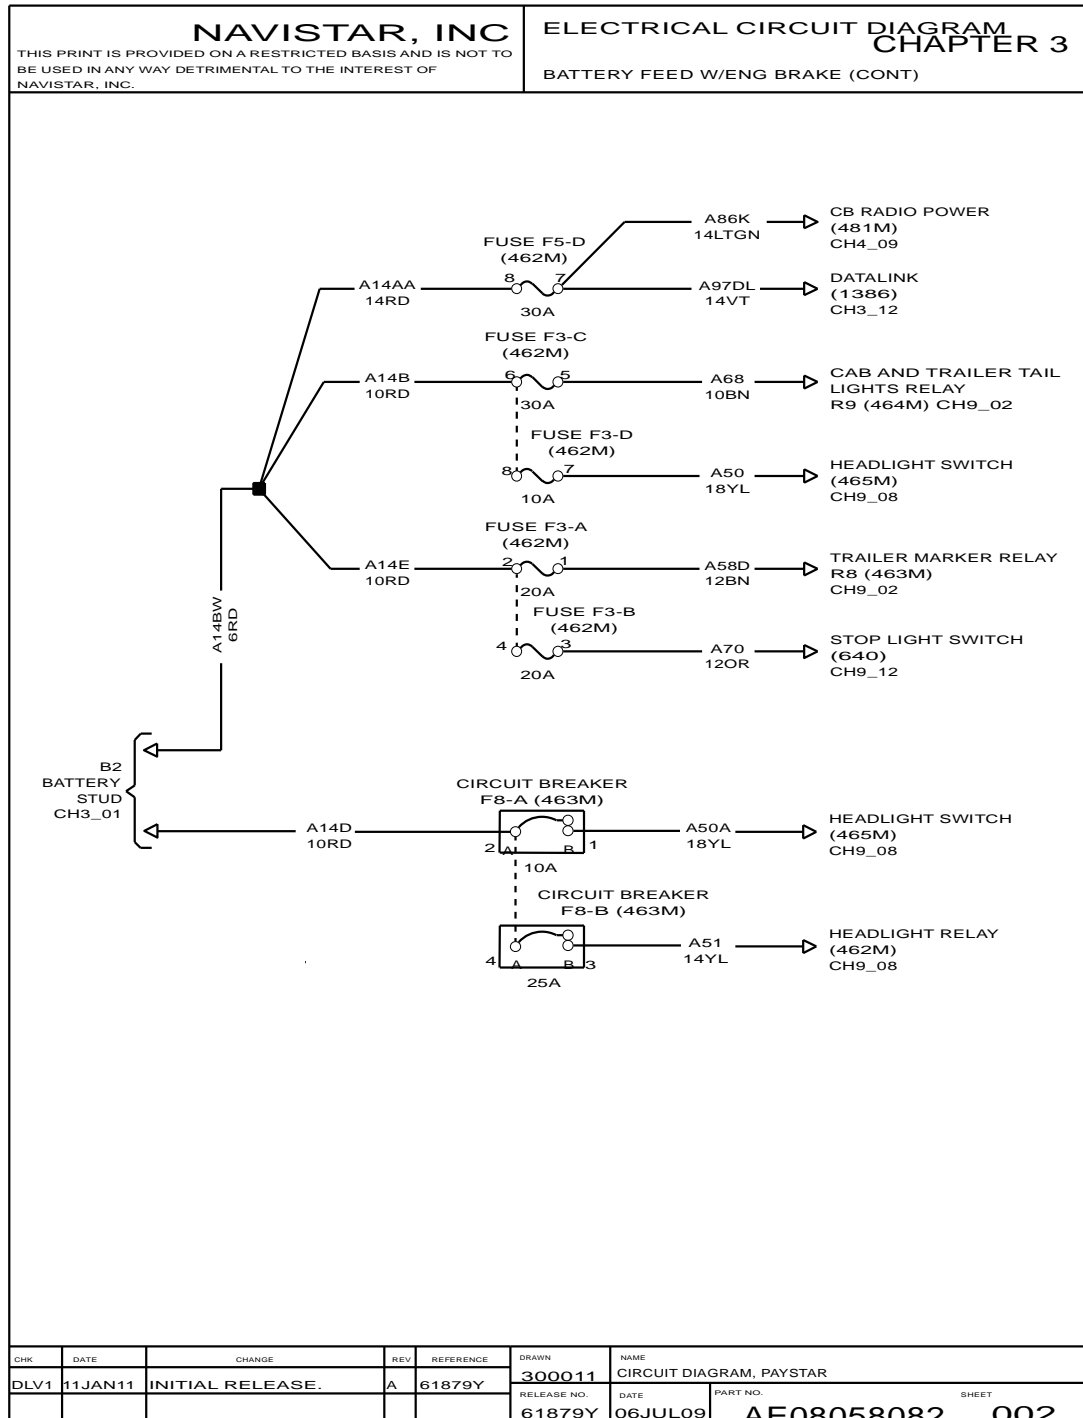 NAVISTAR, INC
THIS PRINT IS PROVIDED ON A RESTRICTED BASIS AND IS NOT TO
BE USED IN ANY WAY DETRIMENTAL TO THE INTEREST OF
NAVISTAR, INC.
ELECTRICAL CIRCUIT DIAGRAM
CHAPTER 3
BATTERY FEED W/ENG BRAKE (CONT)
A86K
14LTGN
CB RADIO POWER
(481M)
CH4_09
FUSE F5-D
(462M)
A14AA
14RD
8
7
30A
A97DL
14VT
DATALINK
(1386)
CH3_12
FUSE F3-C
(462M)
A14B
10RD
6
5
30A
A68
10BN
CAB AND TRAILER TAIL
LIGHTS RELAY
R9 (464M) CH9_02
FUSE F3-D
(462M)
8
7
10A
A50
18YL
HEADLIGHT SWITCH
(465M)
CH9_08
FUSE F3-A
(462M)
A14E
10RD
2
1
20A
A58D
12BN
TRAILER MARKER RELAY
R8 (463M)
CH9_02
A14BW
6RD
FUSE F3-B
(462M)
4
3
20A
A70
12OR
STOP LIGHT SWITCH
(640)
CH9_12
B2
BATTERY
STUD
CH3_01
CIRCUIT BREAKER
F8-A (463M)
A14D
10RD
2
A
B
1
10A
A50A
18YL
HEADLIGHT SWITCH
(465M)
CH9_08
CIRCUIT BREAKER
F8-B (463M)
4
A
B
3
25A
A51
14YL
HEADLIGHT RELAY
(462M)
CH9_08
CHK DATE CHANGE REV REFERENCE
DLV1 11JAN11 INITIAL RELEASE. A 61879Y
DRAWN
300011
NAME
CIRCUIT DIAGRAM, PAYSTAR
RELEASE NO.
61879Y
DATE
06JUL09
PART NO.
AE08058082
SHEET
002